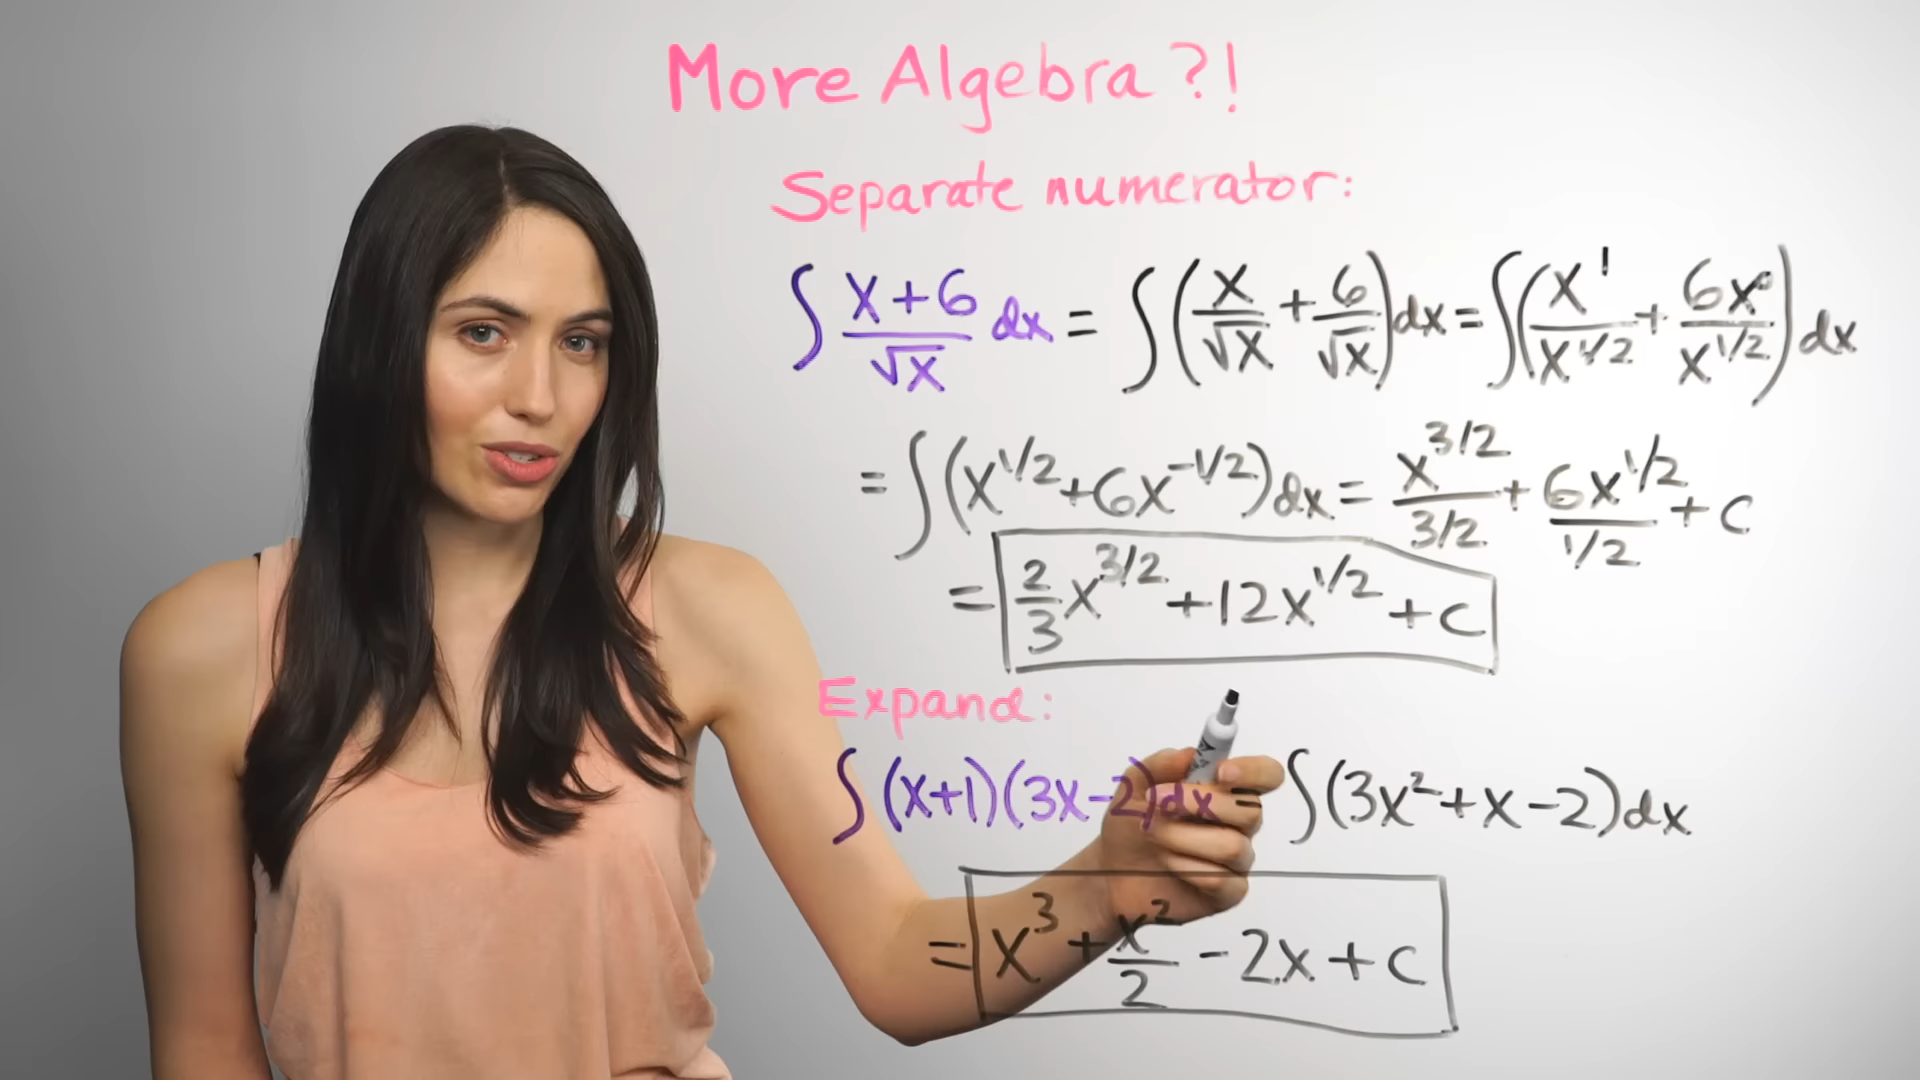 More Algebra?!
Separate numerator:
∫ (x+6)/√x dx = ∫(x/√x + 6/√x)dx = ∫(x¹/x^1/2 + 6x⁰/x^1/2)dx
= ∫(x^1/2 + 6x^-1/2)dx = x^3/2/3/2 + 6x^1/2/1/2 + c
= 2/3 x^3/2 + 12x^1/2 + c
Expand:
∫(x+1)(3x-2)dx = ∫(3x²+x-2)dx
= x³ + x²/2 - 2x + c